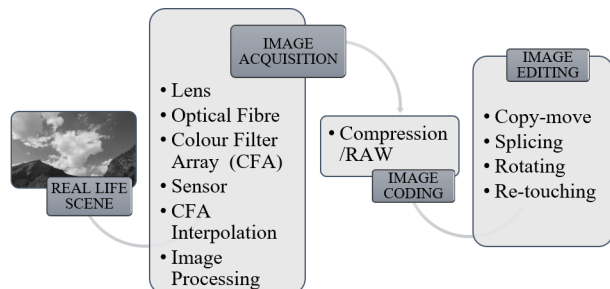 REAL LIFE
SCENE
IMAGE
ACQUISITION
• Lens
• Optical Fibre
• Colour Filter
Array (CFA)
• Sensor
• CFA
Interpolation
• Image
Processing
• Compression
/RAW
IMAGE
CODING
IMAGE
EDITING
• Copy-move
• Splicing
• Rotating
• Re-touching